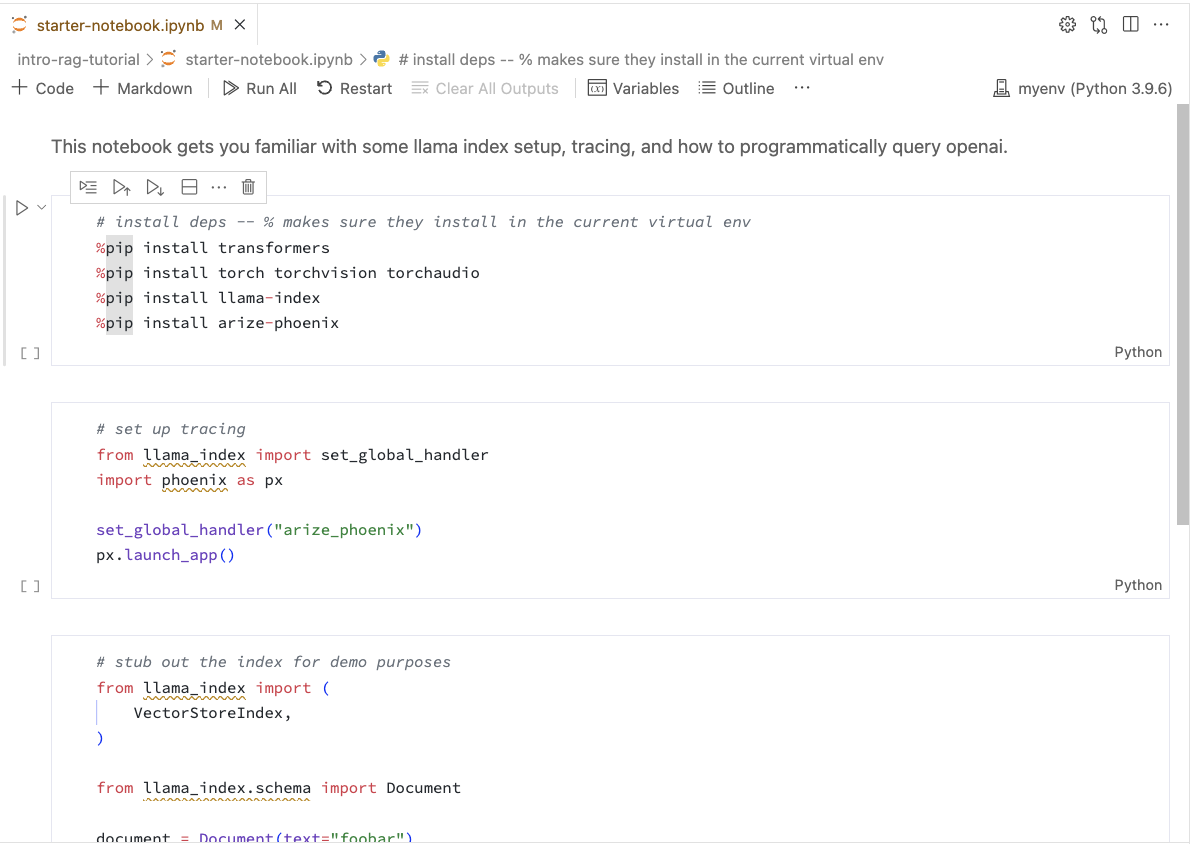 starter-notebook.ipynb M
intro-rag-tutorial > starter-notebook.ipynb > # install deps -- % makes sure they install in the current virtual env
+ Code + Markdown Run All Restart Clear All Outputs Variables Outline ... myenv (Python 3.9.6)
This notebook gets you familiar with some llama index setup, tracing, and how to programmatically query openai.
# install deps -- % makes sure they install in the current virtual env
%pip install transformers
%pip install torch torchvision torchaudio
%pip install llama-index
%pip install arize-phoenix
[ ] Python
# set up tracing
from llama_index import set_global_handler
import phoenix as px
set_global_handler("arize_phoenix")
px.launch_app()
[ ] Python
# stub out the index for demo purposes
from llama_index import (
VectorStoreIndex,
)
from llama_index.schema import Document
document = Document(text="foobar")